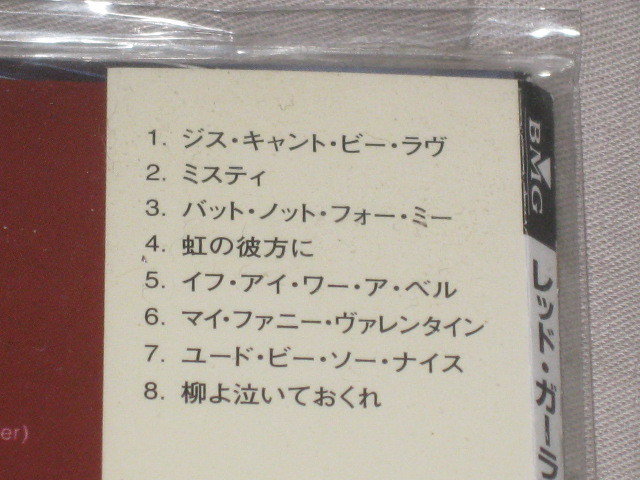 1. ジス・キャント・ビー・ラヴ
2. ミスティ
3. バット・ノット・フォー・ミー
4. 虹の彼方に
5. イフ・アイ・ワー・ア・ベル
6. マイ・ファニー・ヴァレンタイン
7. ユード・ビー・ソー・ナイス
8. 柳よ泣いておくれ
BMG
レッド・ガーラ
er)